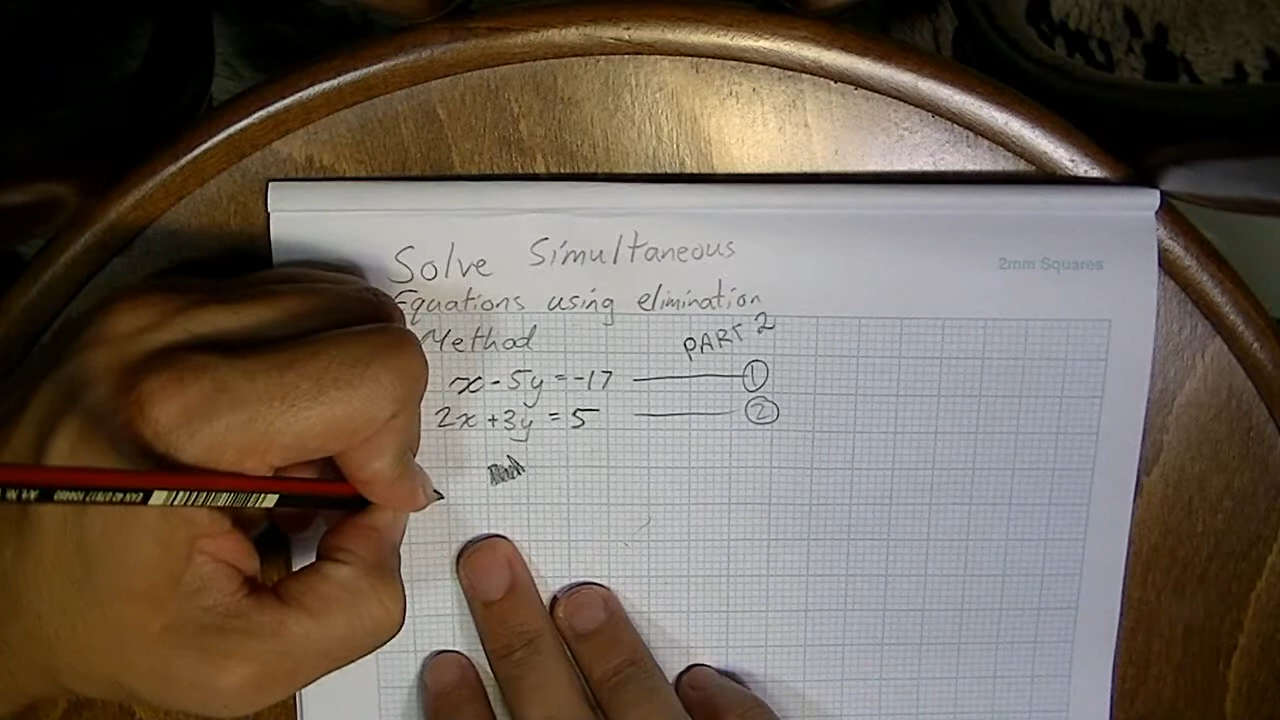 Solve Simultaneous
2mm Squares
Equations using elimination
Method PART 2
x - 5y = -17 ——— ①
2x + 3y = 5 ——— ②